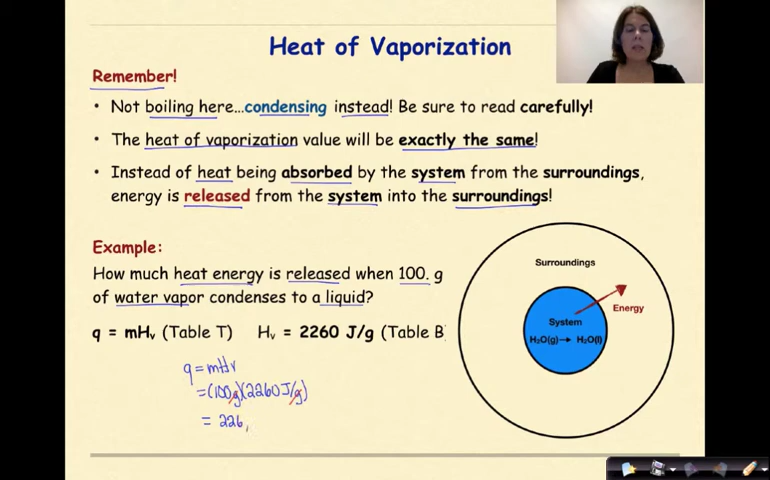 Heat of Vaporization
Remember!
• Not boiling here...condensing instead! Be sure to read carefully!
• The heat of vaporization value will be exactly the same!
• Instead of heat being absorbed by the system from the surroundings,
energy is released from the system into the surroundings!
Example:
How much heat energy is released when 100. g
of water vapor condenses to a liquid?
q = mHᵥ (Table T) Hᵥ = 2260 J/g (Table B
q = mHv
= (100g)(2260J/g)
= 226,
Surroundings
Energy
System
H₂O(g)→ H₂O(l)